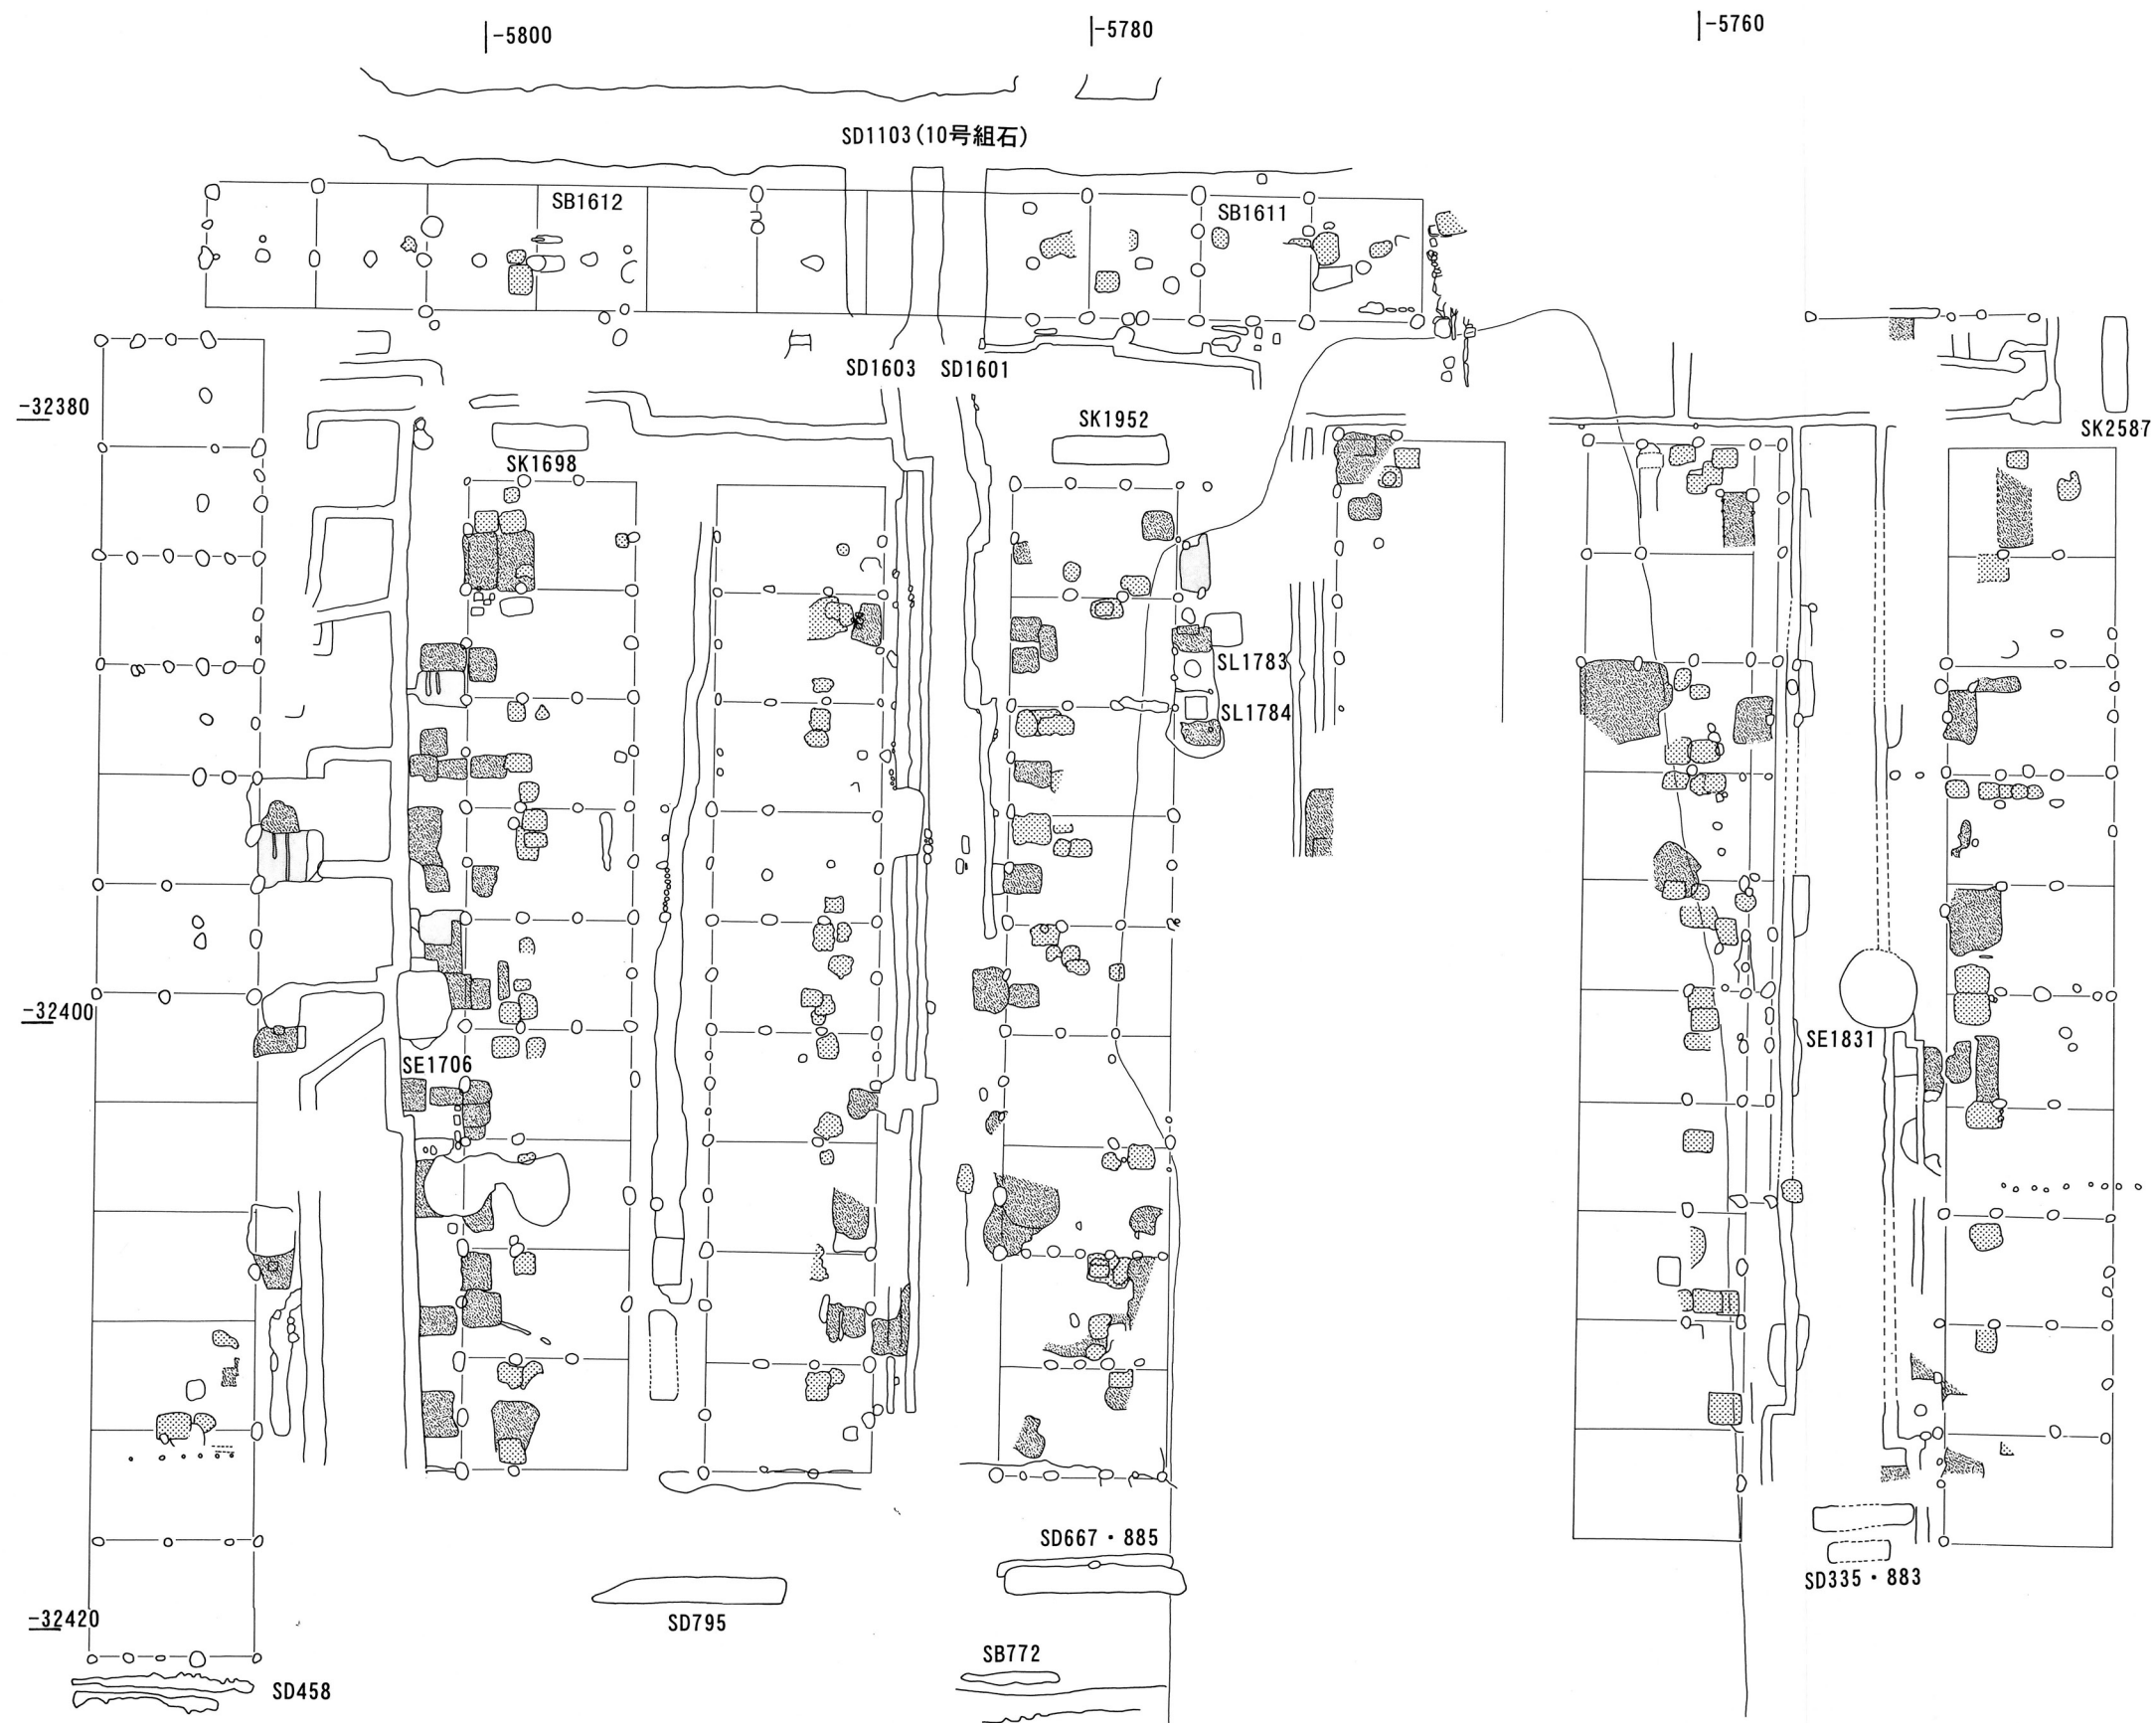 -5800
-5780
-5760
SD1103(10号組石)
SB1612
SB1611
SD1603
SD1601
-32380
SK1698
SK1952
SK2587
SL1783
SL1784
-32400
SE1706
SE1831
SD667・885
SD335・883
SD795
-32420
SB772
SD458